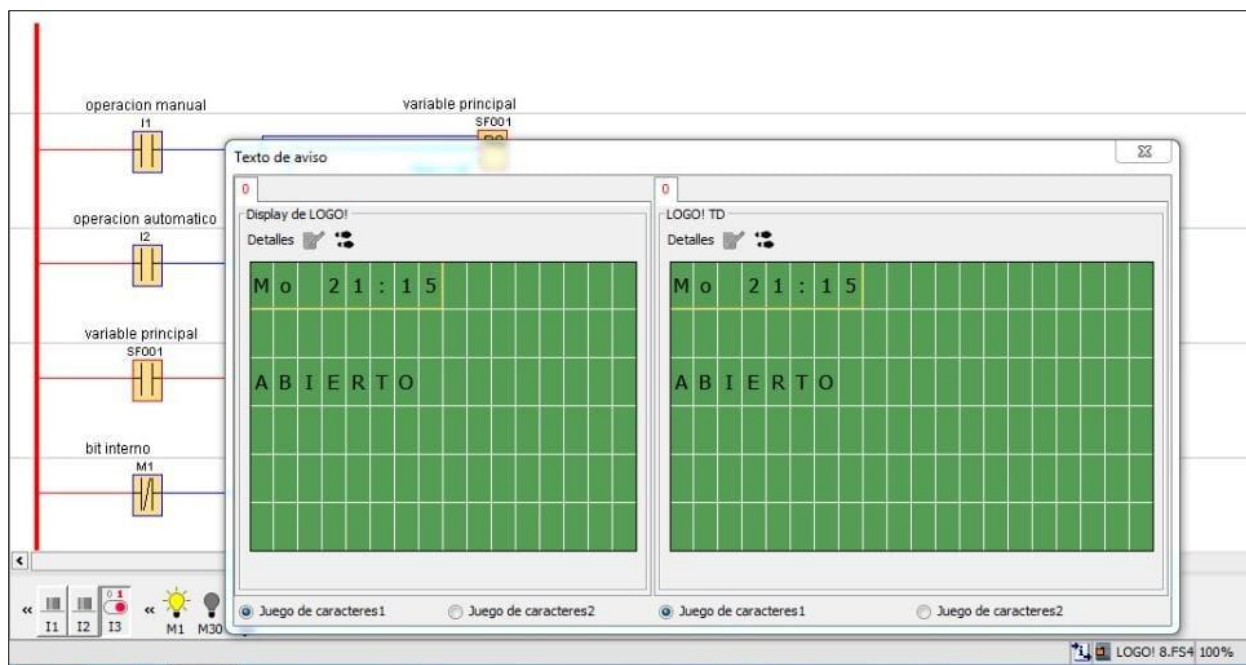 operacion manual
I1
variable principal
SF001
Texto de aviso
operacion automatico
I2
variable principal
SF001
bit interno
M1
0
Display de LOGO!
Detalles
Mo 21:15
ABIERTO
Juego de caracteres1
Juego de caracteres2
0
LOGO! TD
Detalles
Mo 21:15
ABIERTO
Juego de caracteres1
Juego de caracteres2
«
I1
I2
0 1
I3
«
M1
M30
LOGO! 8.FS4 100%